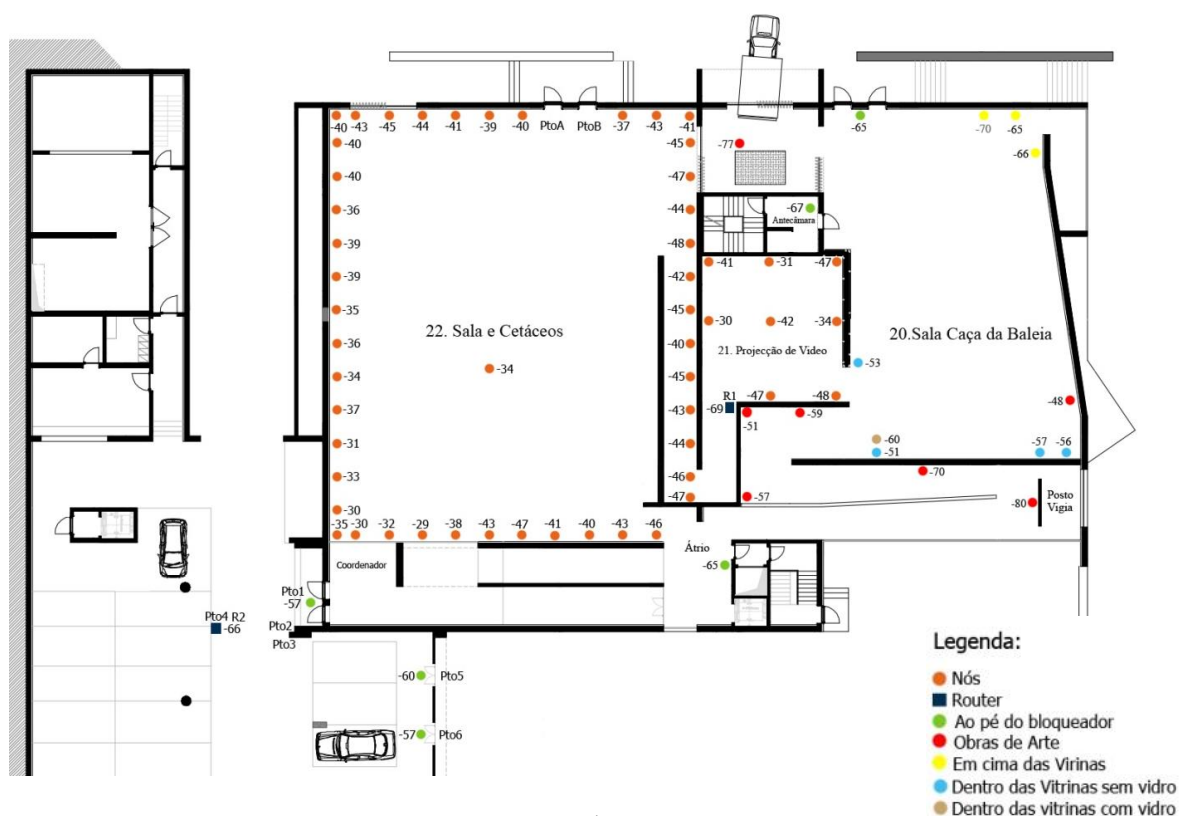 -40 -43 -45 -44 -41 -39 -40 PtoA PtoB -37 -43 -41
-65
-70 -65
-40
-45
-77
-66
-40
-47
-36
-44
-67
Antecâmara
-39
-48
-39
-42
-41 -31 -47
-35
-45
-30 -42 -34
22. Sala e Cetáceos
20.Sala Caça da Baleia
-36
-40
21. Projecção de Video
-34
-34
-45
-53
-37
-43
R1
-47 -48
-69
-51
-59
-48
-31
-44
-60
-51
-57 -56
-33
-46
-70
-30
-47
-57
-80
Posto
Vigia
-35 -30 -32 -29 -38 -43 -47 -41 -40 -43 -46
Átrio
-65
Coordenador
Pto1
-57
Pto2
Pto3
Pto4 R2
-66
-60 Pto5
-57 Pto6
Legenda:
Nós
Router
Ao pé do bloqueador
Obras de Arte
Em cima das Virinas
Dentro das Vitrinas sem vidro
Dentro das vitrinas com vidro